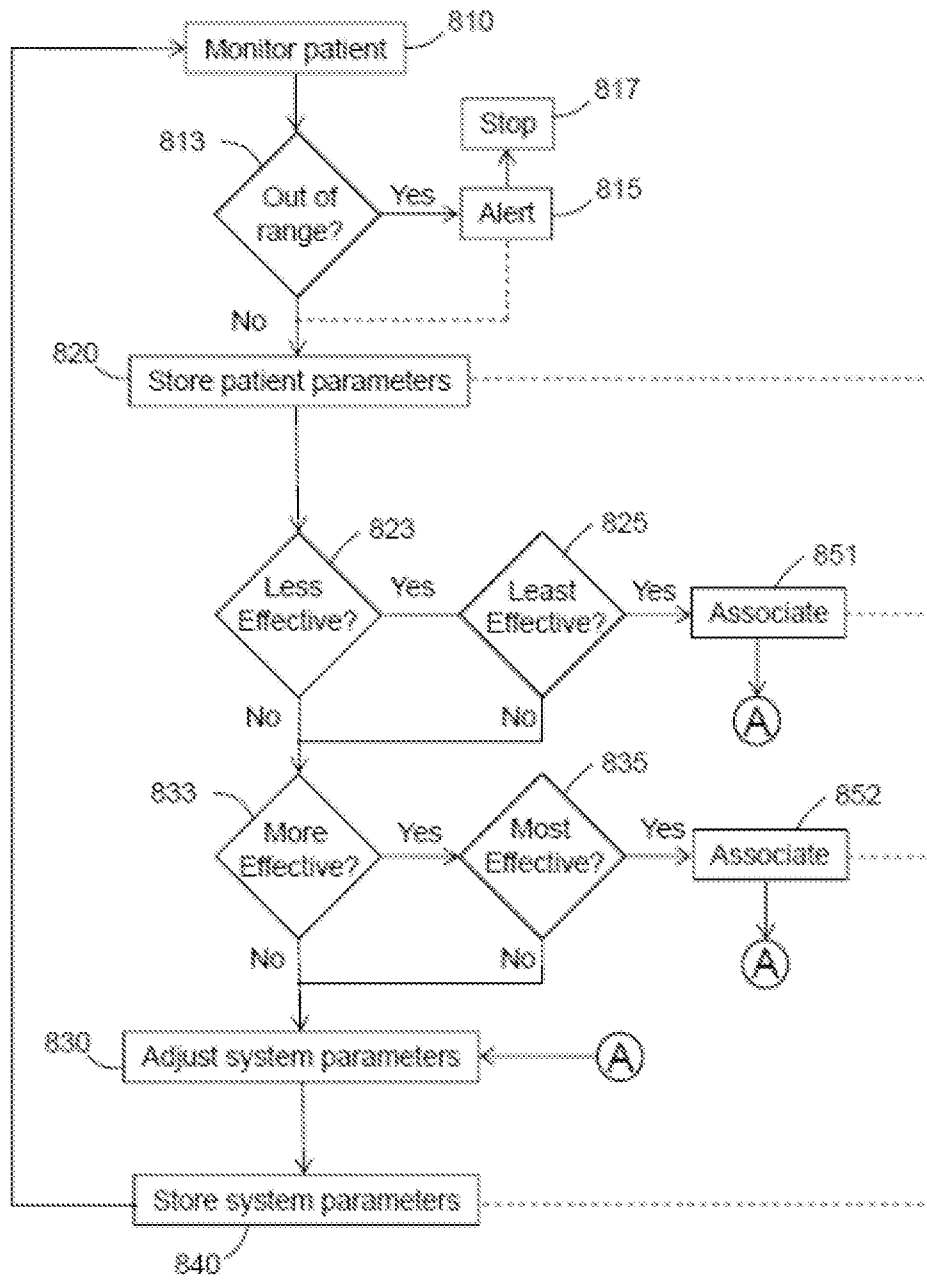 810
Monitor patient
817
Stop
813
Out of
range?
Yes
Alert
815
No
820
Store patient parameters
823
825
851
Less
Effective?
Yes
Least
Effective?
Yes
Associate
No
No
A
833
835
852
More
Effective?
Yes
Most
Effective?
Yes
Associate
No
No
A
830
Adjust system parameters
A
Store system parameters
840